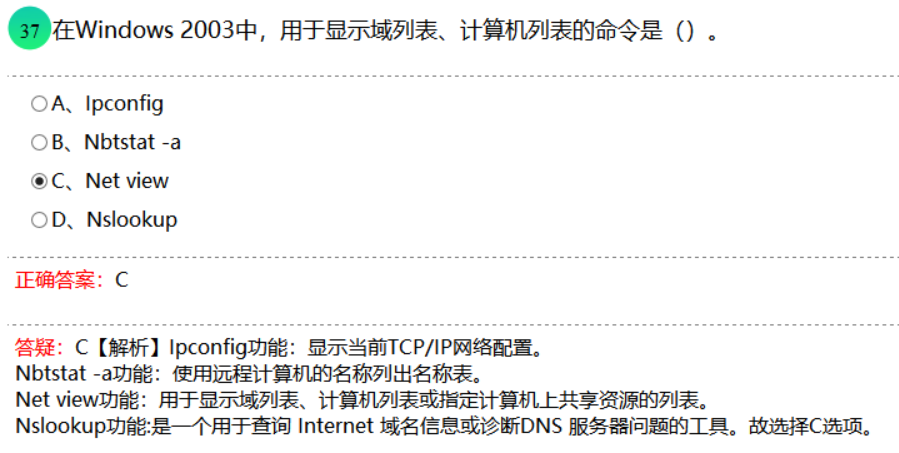 37 在Windows 2003中，用于显示域列表、计算机列表的命令是（）。
A、Ipconfig
B、Nbtstat -a
C、Net view
D、Nslookup
正确答案：C
答疑：C【解析】Ipconfig功能：显示当前TCP/IP网络配置。
Nbtstat -a功能：使用远程计算机的名称列出名称表。
Net view功能：用于显示域列表、计算机列表或指定计算机上共享资源的列表。
Nslookup功能:是一个用于查询 Internet 域名信息或诊断DNS 服务器问题的工具。故选择C选项。